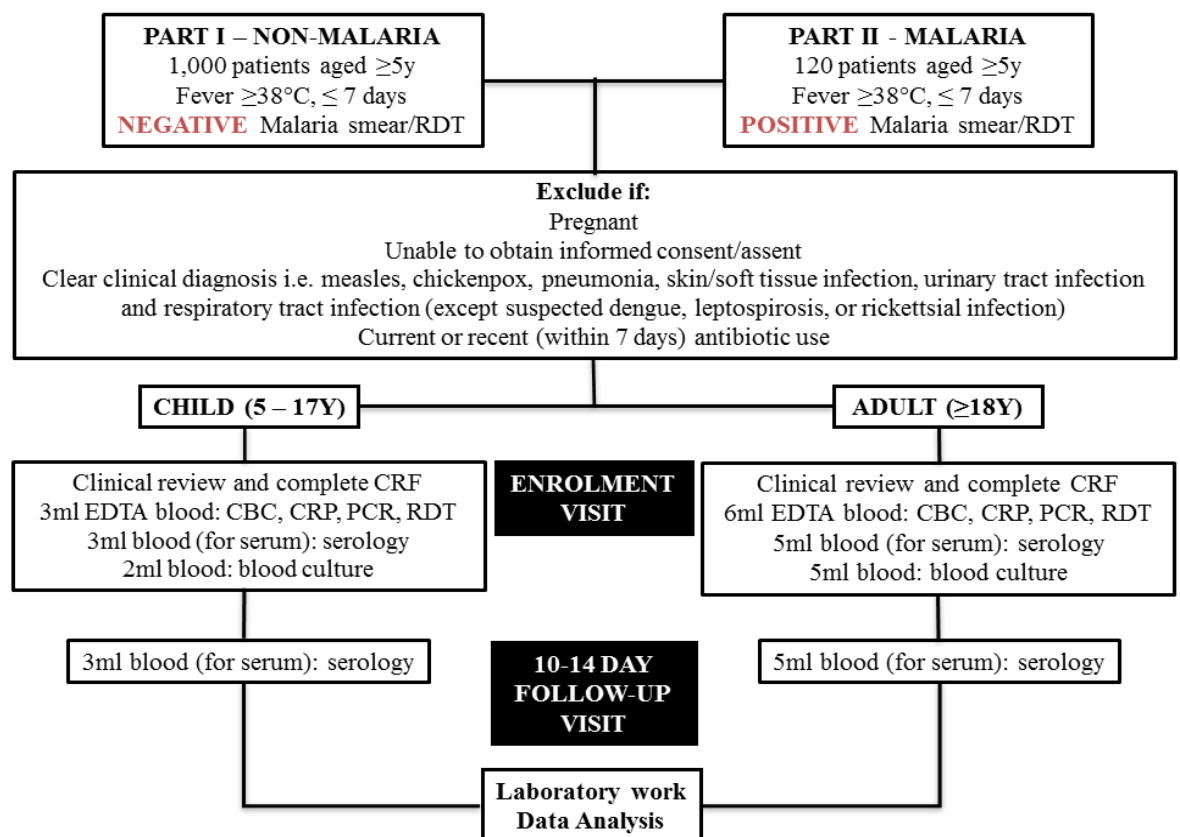 PART I – NON-MALARIA
1,000 patients aged ≥5y
Fever ≥38°C, ≤ 7 days
NEGATIVE Malaria smear/RDT
PART II - MALARIA
120 patients aged ≥5y
Fever ≥38°C, ≤ 7 days
POSITIVE Malaria smear/RDT
Exclude if:
Pregnant
Unable to obtain informed consent/assent
Clear clinical diagnosis i.e. measles, chickenpox, pneumonia, skin/soft tissue infection, urinary tract infection
and respiratory tract infection (except suspected dengue, leptospirosis, or rickettsial infection)
Current or recent (within 7 days) antibiotic use
CHILD (5 – 17Y)
ADULT (≥18Y)
Clinical review and complete CRF
3ml EDTA blood: CBC, CRP, PCR, RDT
3ml blood (for serum): serology
2ml blood: blood culture
ENROLMENT
VISIT
Clinical review and complete CRF
6ml EDTA blood: CBC, CRP, PCR, RDT
5ml blood (for serum): serology
5ml blood: blood culture
3ml blood (for serum): serology
10-14 DAY
FOLLOW-UP
VISIT
5ml blood (for serum): serology
Laboratory work
Data Analysis